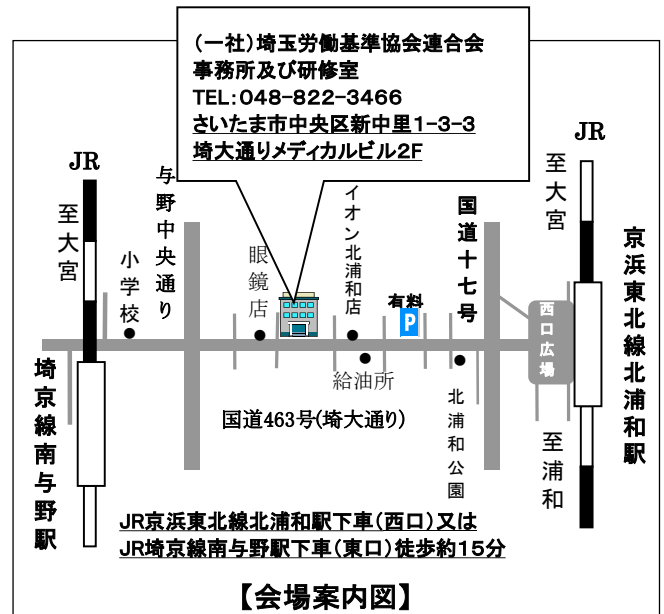 (一社)埼玉労働基準協会連合会
事務所及び研修室
TEL:048-822-3466
さいたま市中央区新中里1-3-3
埼大通りメディカルビル2F
JR
至大宮
小学校
与野中央通り
眼鏡店
イオン北浦和店
有料
P
国道十七号
JR
至大宮
西口広場
京浜東北線北浦和駅
埼京線南与野駅
給油所
国道463号(埼大通り)
北浦和公園
至浦和
JR京浜東北線北浦和駅下車(西口)又は
JR埼京線南与野駅下車(東口)徒歩約15分
【会場案内図】